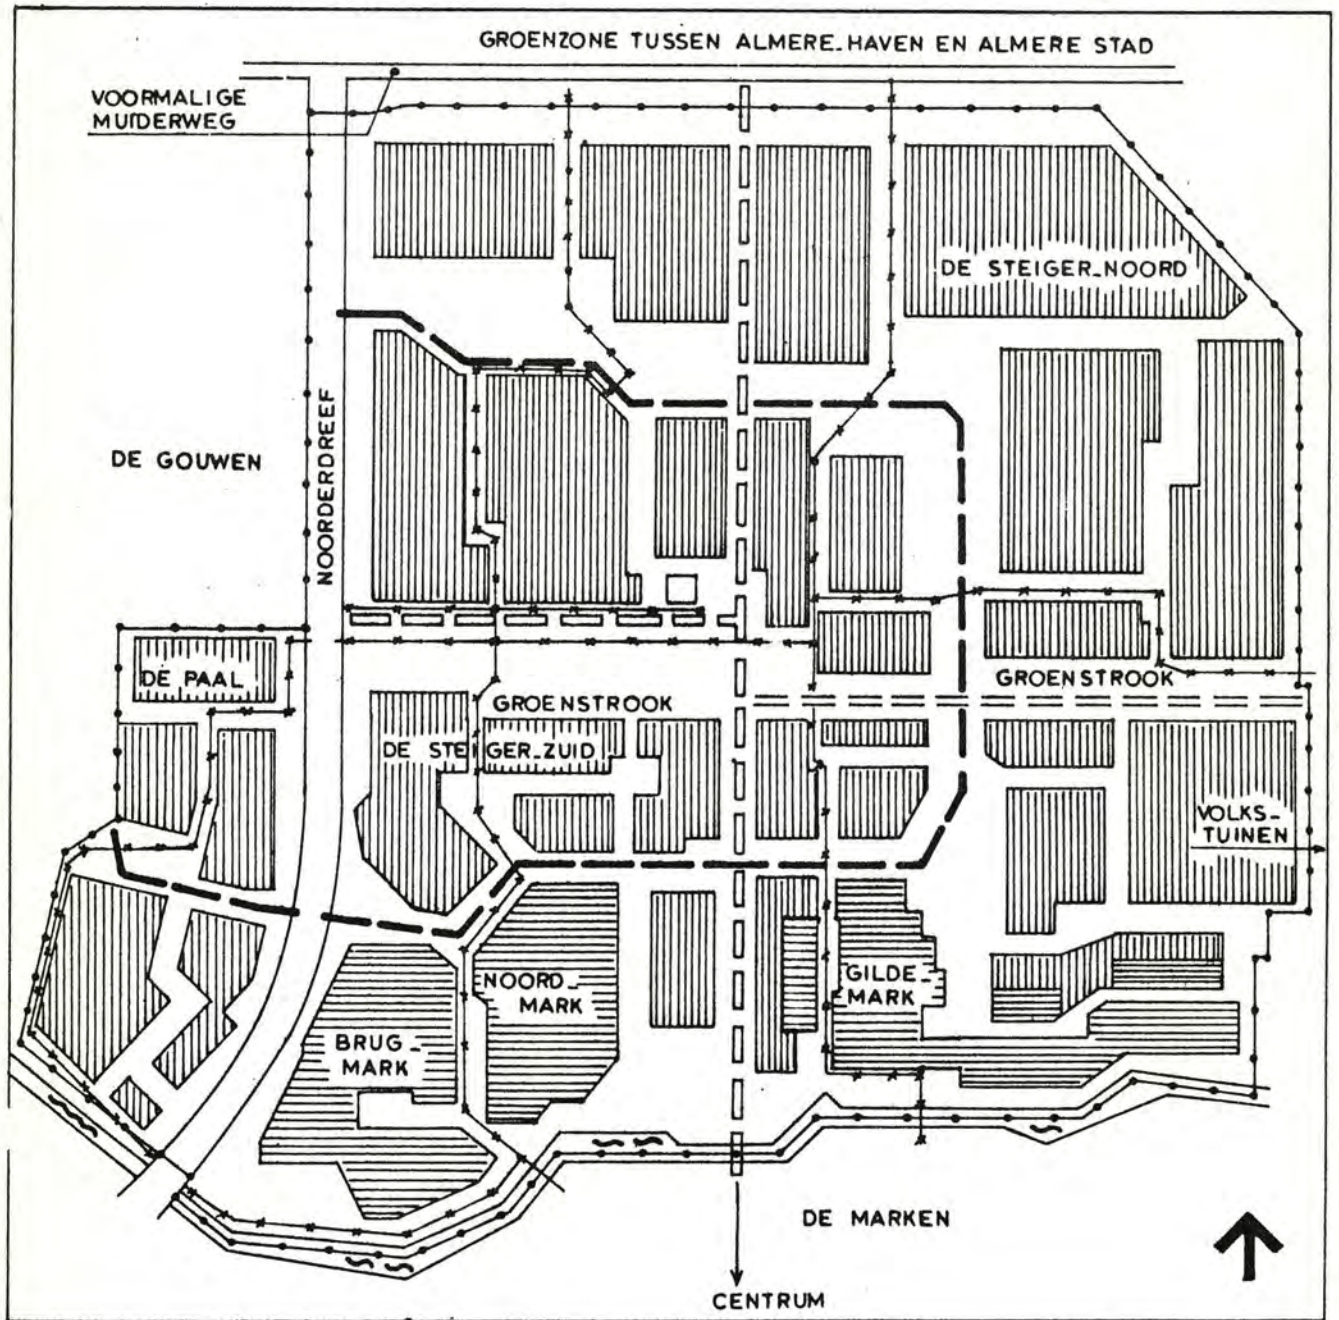 GROENZONE TUSSEN ALMERE-HAVEN EN ALMERE STAD
VOORMALIGE
MUIDERWEG
DE STEIGER-NOORD
DE GOUWEN
NOORDERDREEF
DE PAAL
GROENSTROOK
GROENSTROOK
DE STEIGER-ZUID
VOLKS-
TUINEN
NOORD-
MARK
GILDE-
MARK
BRUG-
MARK
DE MARKEN
CENTRUM